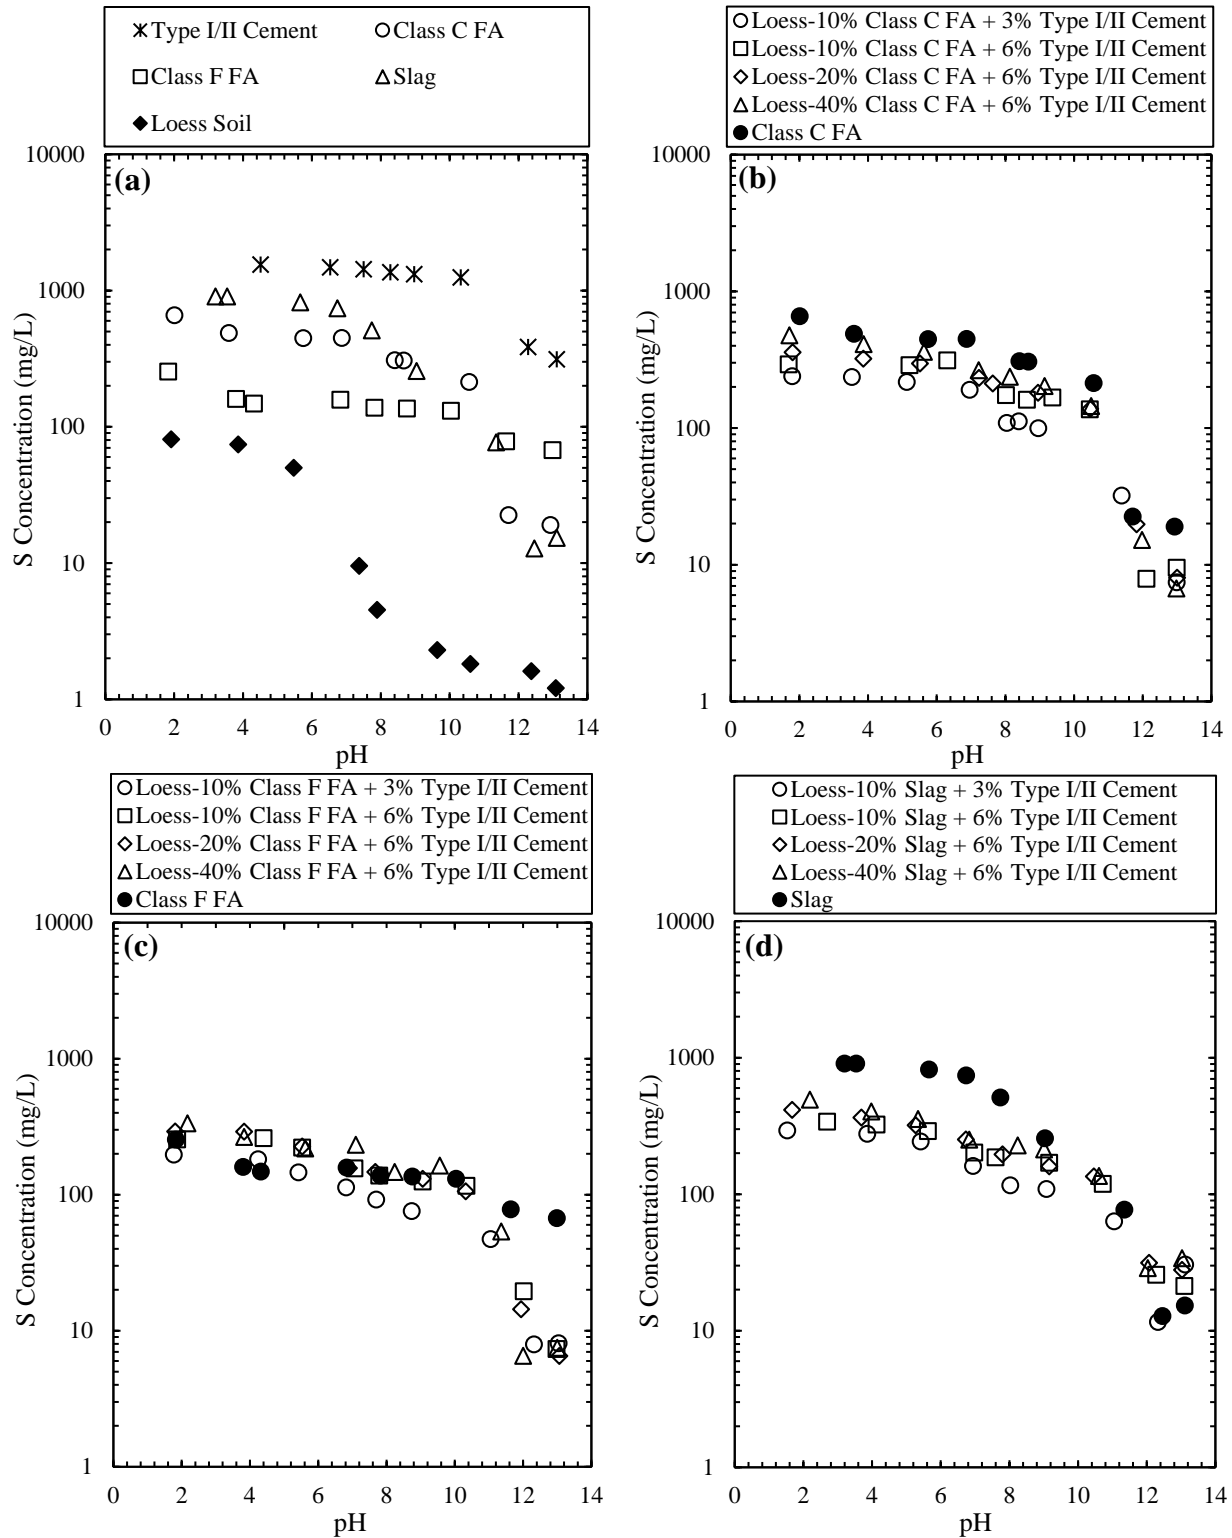 Type I/II Cement Class C FA
Class F FA Slag
Loess Soil
10000
1000
100
10
1
(a)
S Concentration (mg/L)
0 2 4 6 8 10 12 14
pH
Loess-10% Class C FA + 3% Type I/II Cement
Loess-10% Class C FA + 6% Type I/II Cement
Loess-20% Class C FA + 6% Type I/II Cement
Loess-40% Class C FA + 6% Type I/II Cement
Class C FA
10000
1000
100
10
1
(b)
S Concentration (mg/L)
0 2 4 6 8 10 12 14
pH
Loess-10% Class F FA + 3% Type I/II Cement
Loess-10% Class F FA + 6% Type I/II Cement
Loess-20% Class F FA + 6% Type I/II Cement
Loess-40% Class F FA + 6% Type I/II Cement
Class F FA
10000
1000
100
10
1
(c)
S Concentration (mg/L)
0 2 4 6 8 10 12 14
pH
Loess-10% Slag + 3% Type I/II Cement
Loess-10% Slag + 6% Type I/II Cement
Loess-20% Slag + 6% Type I/II Cement
Loess-40% Slag + 6% Type I/II Cement
Slag
10000
1000
100
10
1
(d)
S Concentration (mg/L)
0 2 4 6 8 10 12 14
pH